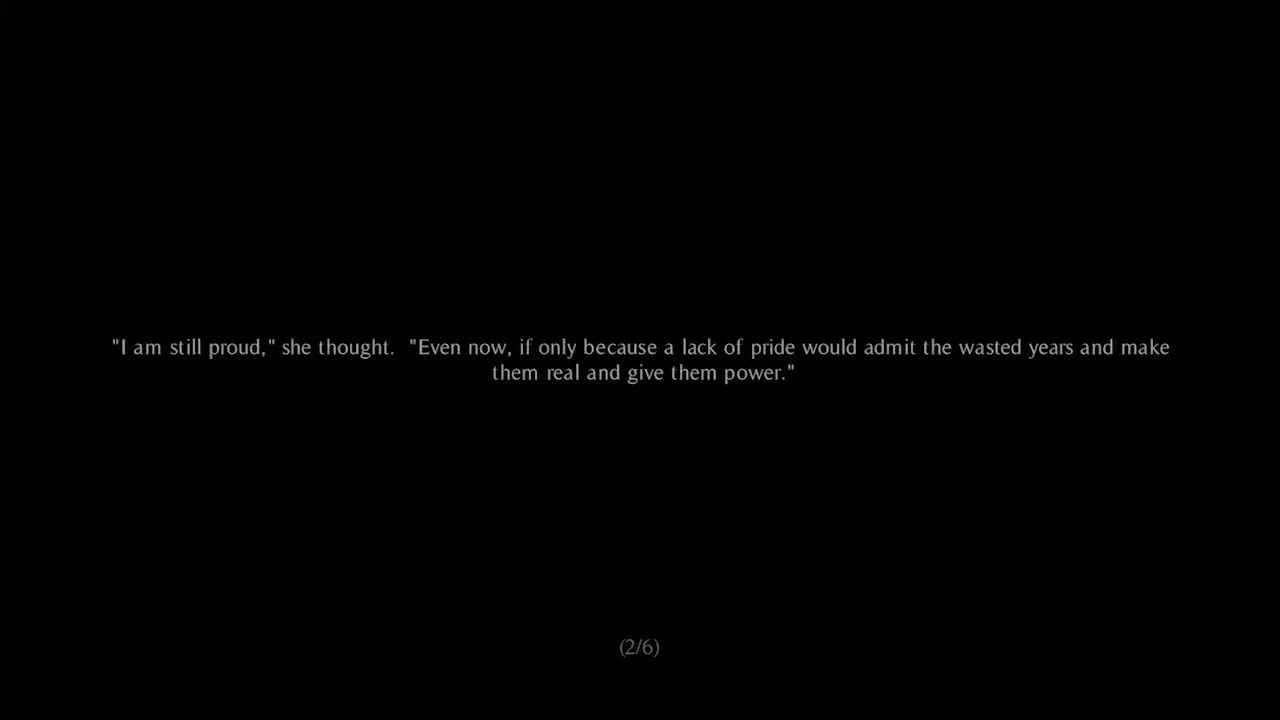 "I am still proud," she thought.  "Even now, if only because a lack of pride would admit the wasted years and make
them real and give them power."
(2/6)